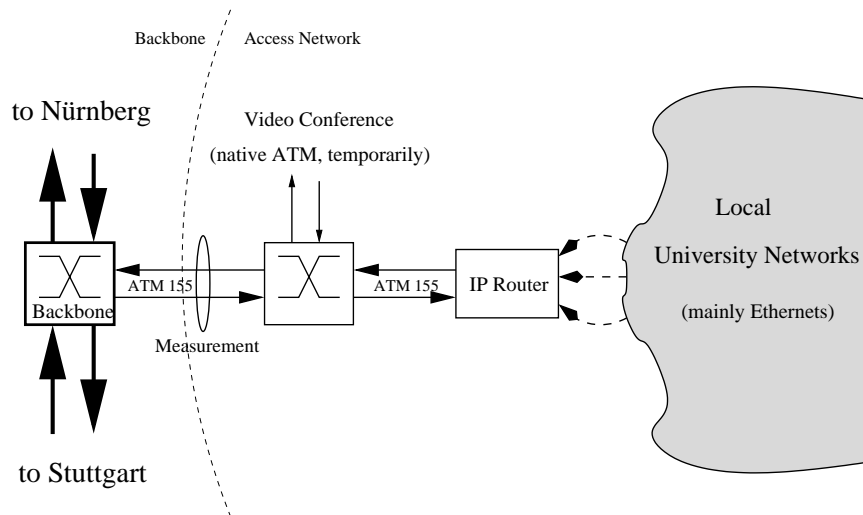 Backbone
Access Network
to Nürnberg
Video Conference
(native ATM, temporarily)
Local
University Networks
(mainly Ethernets)
Backbone
ATM 155
ATM 155
IP Router
Measurement
to Stuttgart